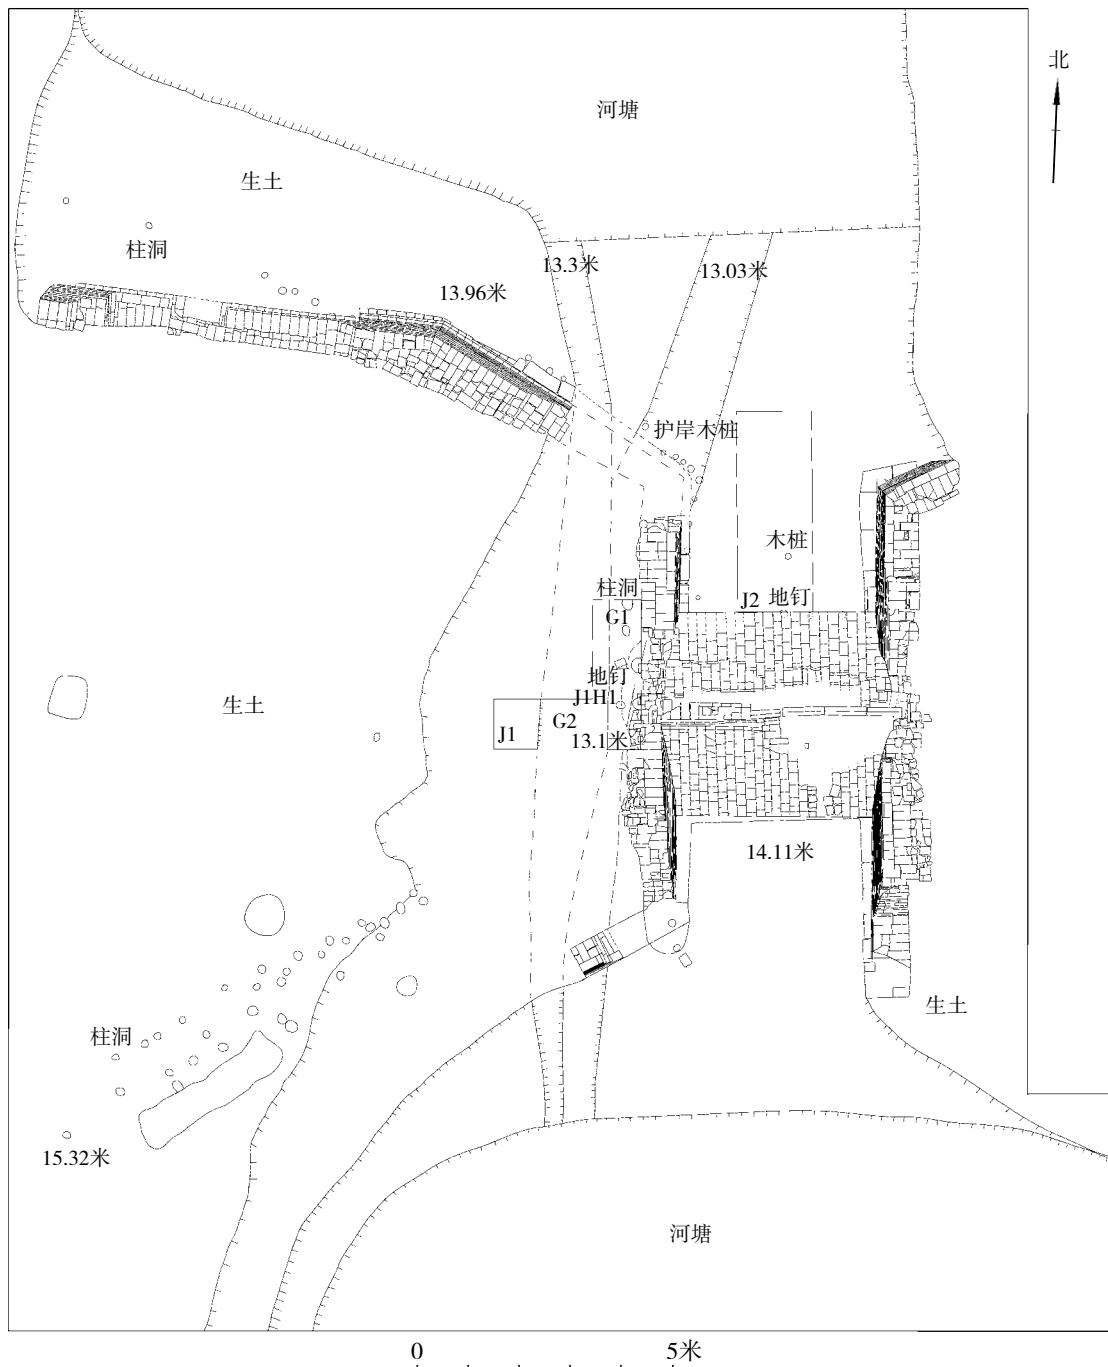 北
河塘
生土
柱洞
13.3米
13.03米
13.96米
护岸木桩
木桩
柱洞
J2 地钉
G1
地钉
J1H1
生土
G2
J1
13.1米
14.11米
生土
柱洞
15.32米
河塘
0 5米